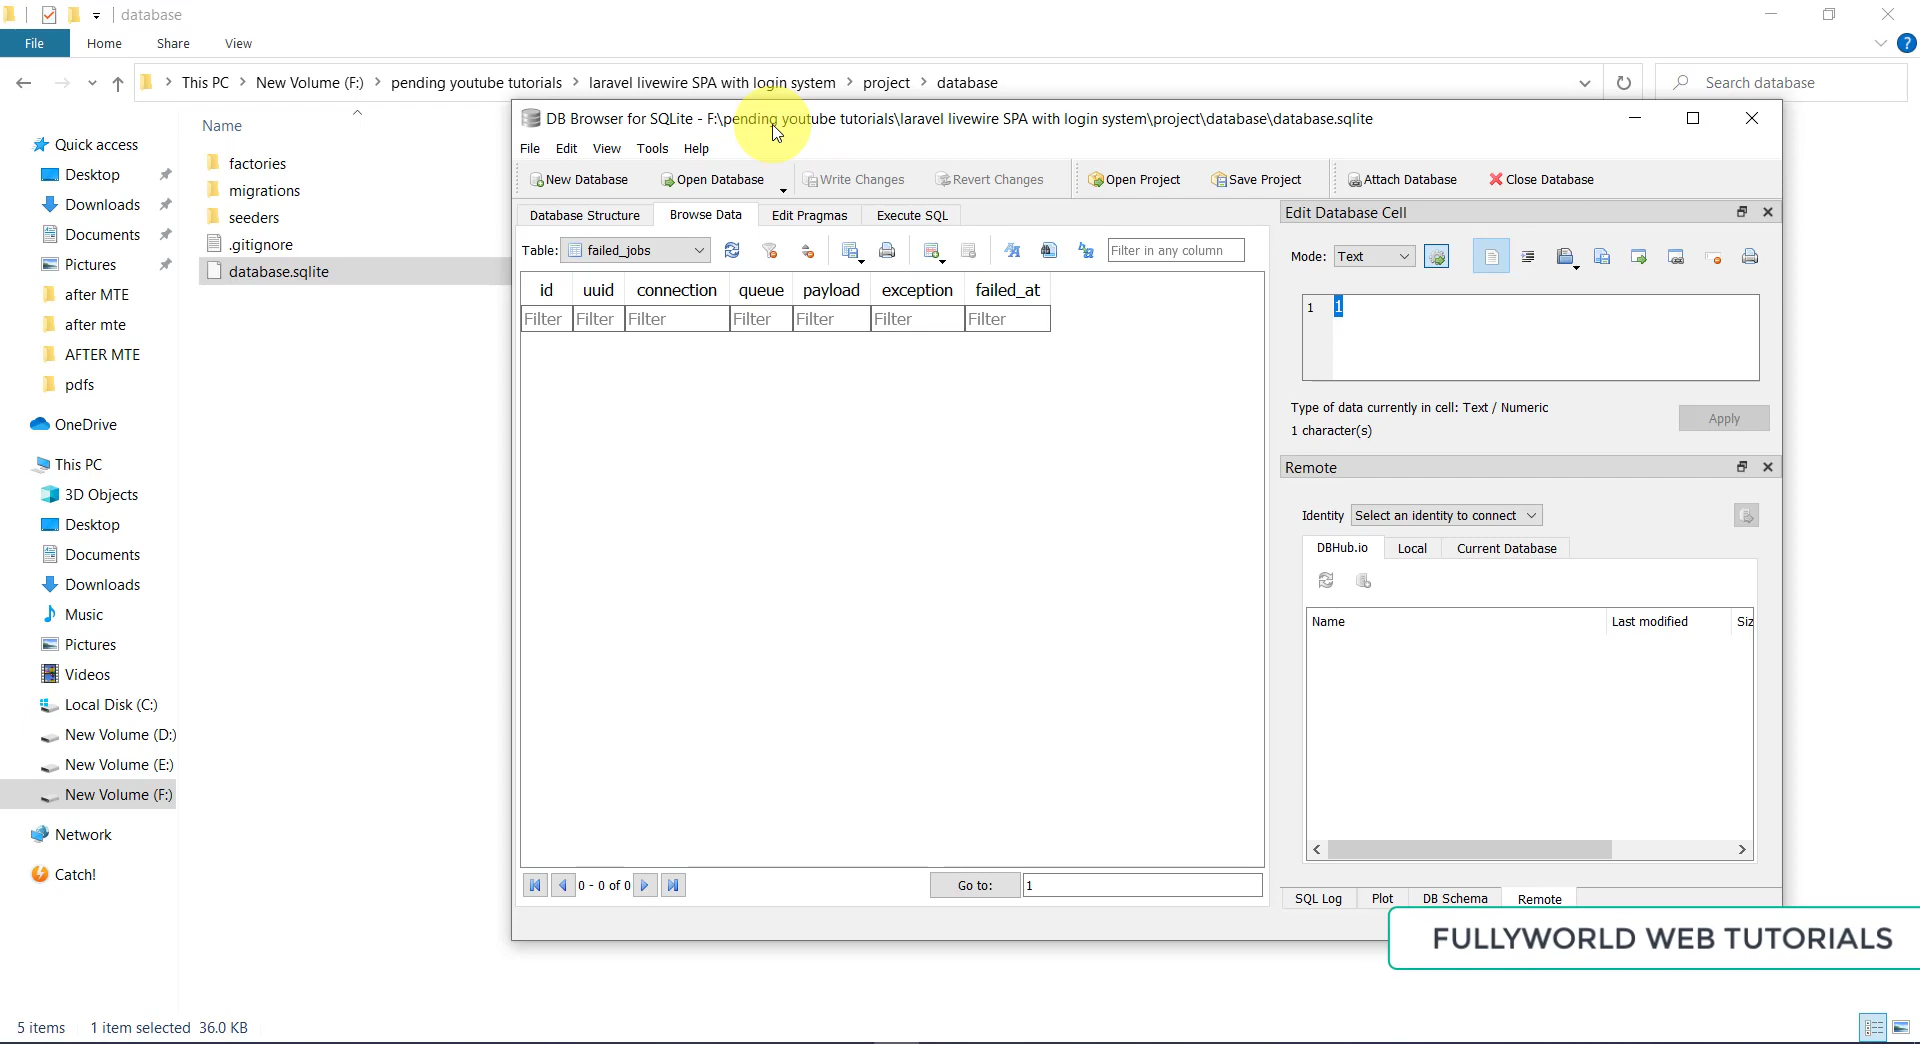 database
File Home Share View
This PC New Volume (F:) pending youtube tutorials laravel livewire SPA with login system project database
Search database
Quick access
Desktop
Downloads
Documents
Pictures
after MTE
after mte
AFTER MTE
pdfs
OneDrive
This PC
3D Objects
Desktop
Documents
Downloads
Music
Pictures
Videos
Local Disk (C:)
New Volume (D:)
New Volume (E:)
New Volume (F:)
Network
Catch!
Name
factories
migrations
seeders
.gitignore
database.sqlite
DB Browser for SQLite - F:\pending youtube tutorials\laravel livewire SPA with login system\project\database\database.sqlite
File Edit View Tools Help
New Database Open Database Write Changes Revert Changes Open Project Save Project Attach Database Close Database
Database Structure Browse Data Edit Pragmas Execute SQL
Table: failed_jobs Filter in any column
id uuid connection queue payload exception failed_at
Filter Filter Filter Filter Filter Filter Filter
0 - 0 of 0 Go to: 1
Edit Database Cell
Mode: Text
1 1
Type of data currently in cell: Text / Numeric
1 character(s)
Apply
Remote
Identity Select an identity to connect
DBHub.io Local Current Database
Name Last modified Siz
SQL Log Plot DB Schema Remote
FULLYWORLD WEB TUTORIALS
5 items 1 item selected 36.0 KB